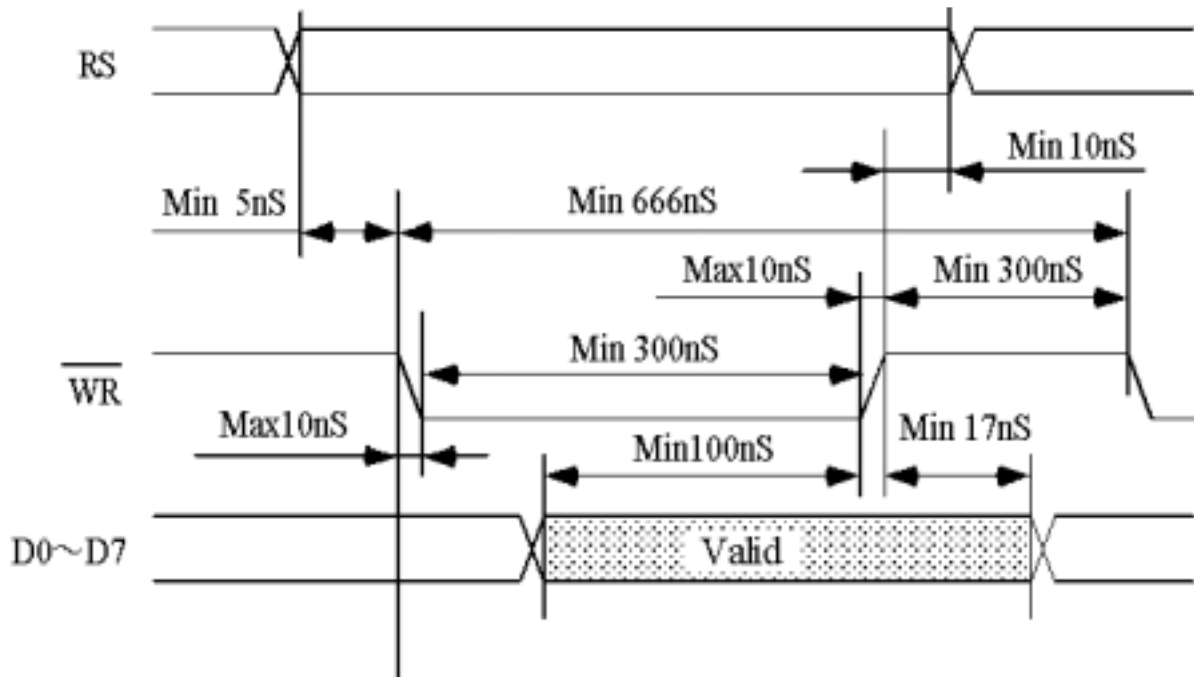 RS
Min 10nS
Min 5nS
Min 666nS
Max10nS
Min 300nS
Min 300nS
WR
Max10nS
Min 17nS
Min100nS
D0～D7
Valid